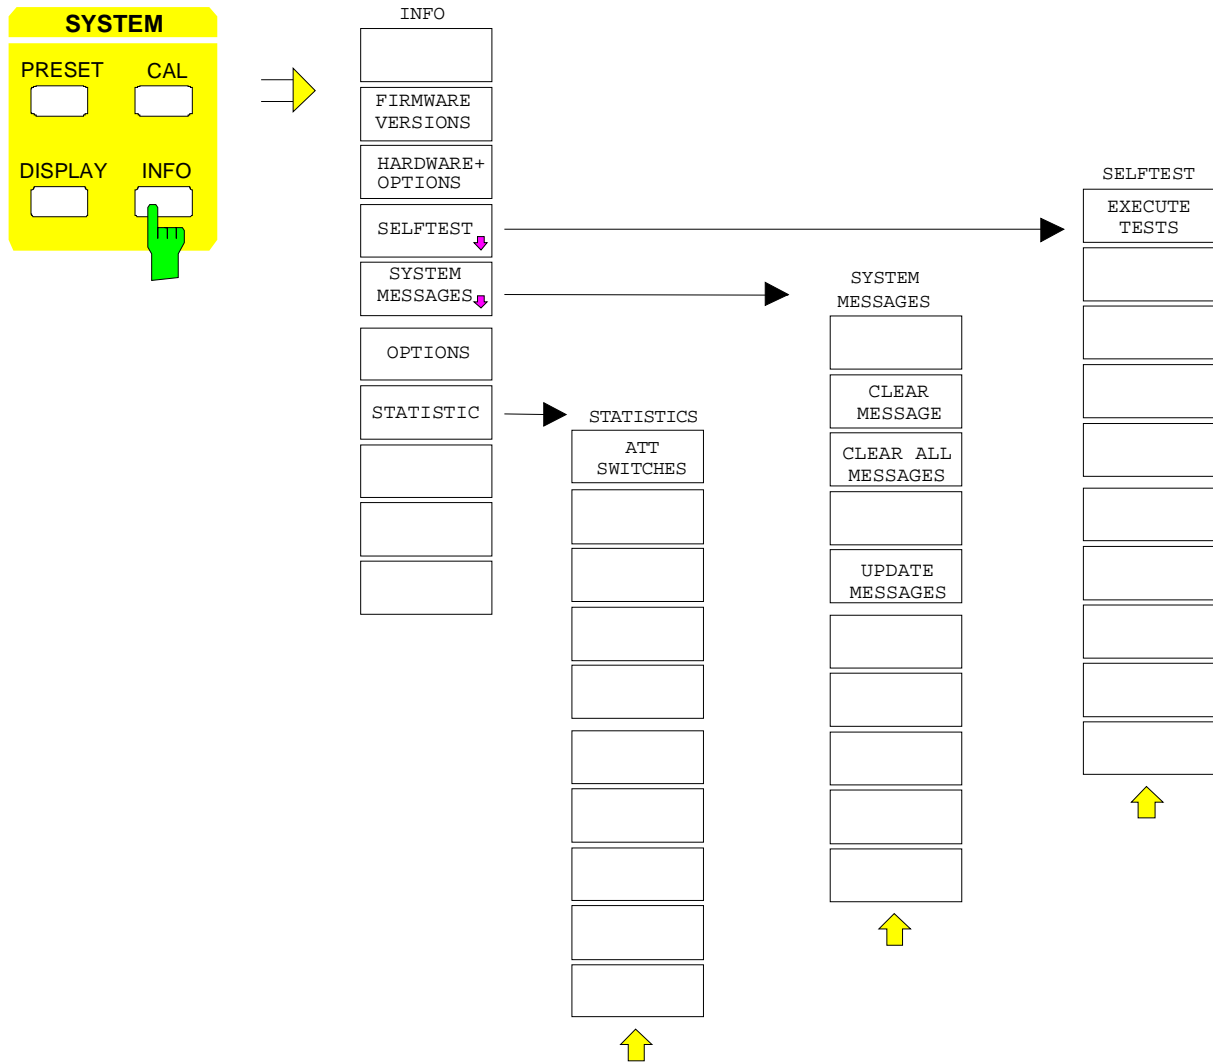 SYSTEM
PRESET
CAL
DISPLAY
INFO
INFO
FIRMWARE
VERSIONS
HARDWARE+
OPTIONS
SELFTEST
SYSTEM
MESSAGES
OPTIONS
STATISTIC
STATISTICS
ATT
SWITCHES
SYSTEM
MESSAGES
CLEAR
MESSAGE
CLEAR ALL
MESSAGES
UPDATE
MESSAGES
SELFTEST
EXECUTE
TESTS